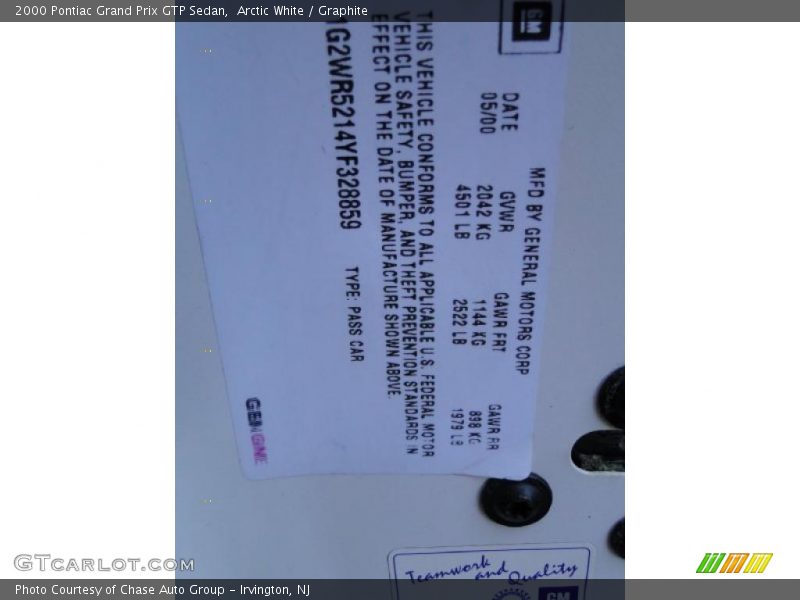 2000 Pontiac Grand Prix GTP Sedan,  Arctic White / Graphite
GM
MFD BY GENERAL MOTORS CORP
DATE GVWR GAWR FRT GAWR RR
05/00 2042 KG 1144 KG 898 KG
4501 LB 2522 LB 1979 LB
THIS VEHICLE CONFORMS TO ALL APPLICABLE U.S. FEDERAL MOTOR
VEHICLE SAFETY, BUMPER, AND THEFT PREVENTION STANDARDS IN
EFFECT ON THE DATE OF MANUFACTURE SHOWN ABOVE.
1G2WR5214YF328859 TYPE: PASS CAR
Teamwork and Quality
GM
GTcarlot.com
Photo Courtesy of Chase Auto Group – Irvington, NJ